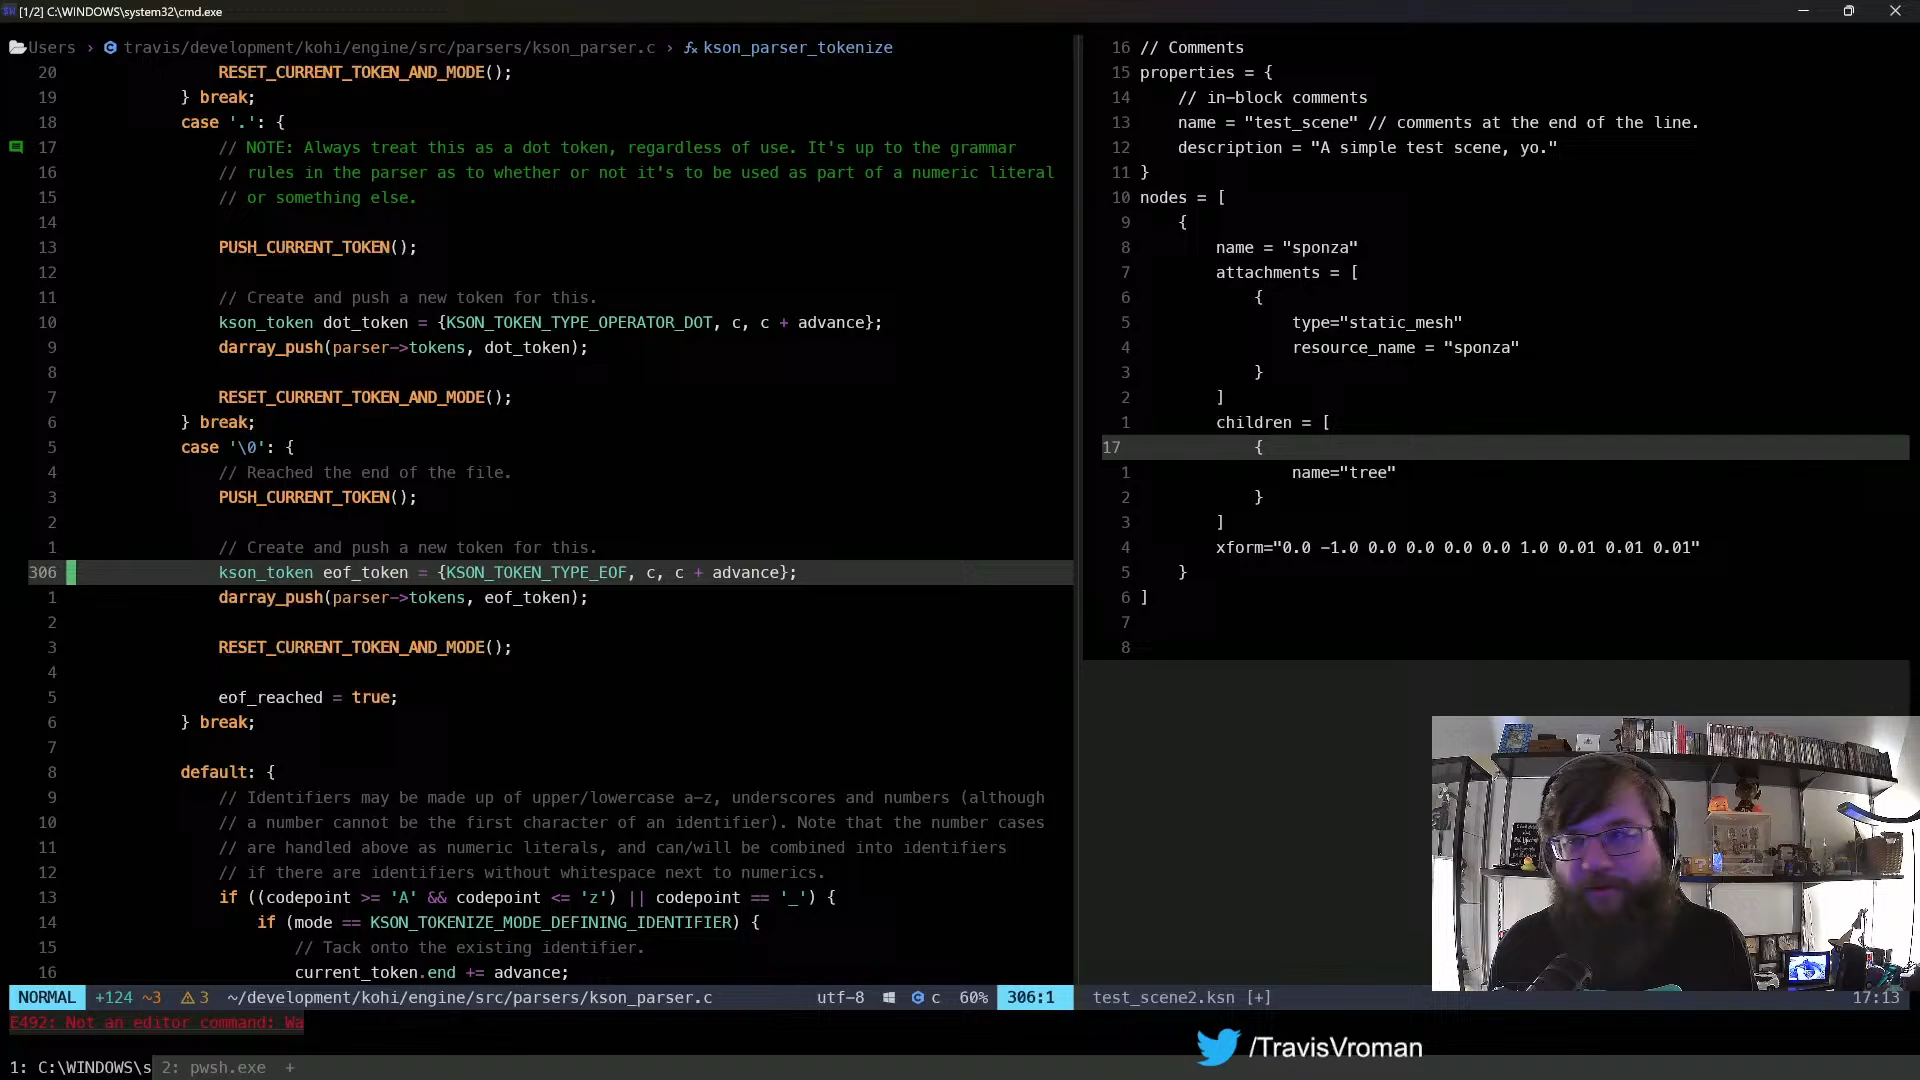 [1/2] C:\WINDOWS\system32\cmd.exe
Users › travis/development/kohi/engine/src/parsers/kson_parser.c › fx kson_parser_tokenize
20 RESET_CURRENT_TOKEN_AND_MODE();
19 } break;
18 case '.': {
17 // NOTE: Always treat this as a dot token, regardless of use. It's up to the grammar
16 // rules in the parser as to whether or not it's to be used as part of a numeric literal
15 // or something else.
14
13 PUSH_CURRENT_TOKEN();
12
11 // Create and push a new token for this.
10 kson_token dot_token = {KSON_TOKEN_TYPE_OPERATOR_DOT, c, c + advance};
9 darray_push(parser->tokens, dot_token);
8
7 RESET_CURRENT_TOKEN_AND_MODE();
6 } break;
5 case '\0': {
4 // Reached the end of the file.
3 PUSH_CURRENT_TOKEN();
2
1 // Create and push a new token for this.
306 kson_token eof_token = {KSON_TOKEN_TYPE_EOF, c, c + advance};
1 darray_push(parser->tokens, eof_token);
2
3 RESET_CURRENT_TOKEN_AND_MODE();
4
5 eof_reached = true;
6 } break;
7
8 default: {
9 // Identifiers may be made up of upper/lowercase a-z, underscores and numbers (although
10 // a number cannot be the first character of an identifier). Note that the number cases
11 // are handled above as numeric literals, and can/will be combined into identifiers
12 // if there are identifiers without whitespace next to numerics.
13 if ((codepoint >= 'A' && codepoint <= 'z') || codepoint == '_') {
14 if (mode == KSON_TOKENIZE_MODE_DEFINING_IDENTIFIER) {
15 // Tack onto the existing identifier.
16 current_token.end += advance;
NORMAL +124 ~3 3 ~/development/kohi/engine/src/parsers/kson_parser.c utf-8 c 60% 306:1
16 // Comments
15 properties = {
14 // in-block comments
13 name = "test_scene" // comments at the end of the line.
12 description = "A simple test scene, yo."
11 }
10 nodes = [
9 {
8 name = "sponza"
7 attachments = [
6 {
5 type="static_mesh"
4 resource_name = "sponza"
3 }
2 ]
1 children = [
17 {
1 name="tree"
2 }
3 ]
4 xform="0.0 -1.0 0.0 0.0 0.0 0.0 1.0 0.01 0.01 0.01"
5 }
6 ]
7
8
test_scene2.ksn [+] 17:13
E492: Not an editor command: Wa
/TravisVroman
1: C:\WINDOWS\s 2: pwsh.exe +